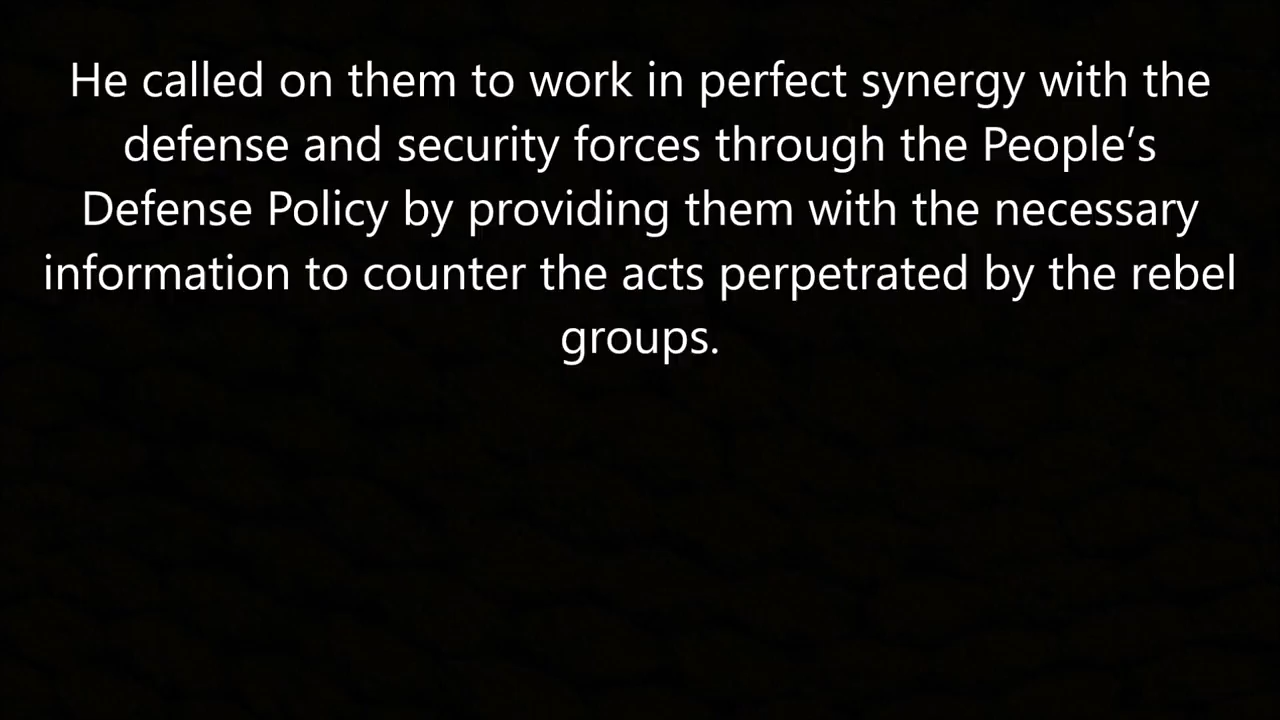 He called on them to work in perfect synergy with the
defense and security forces through the People’s
Defense Policy by providing them with the necessary
information to counter the acts perpetrated by the rebel
groups.